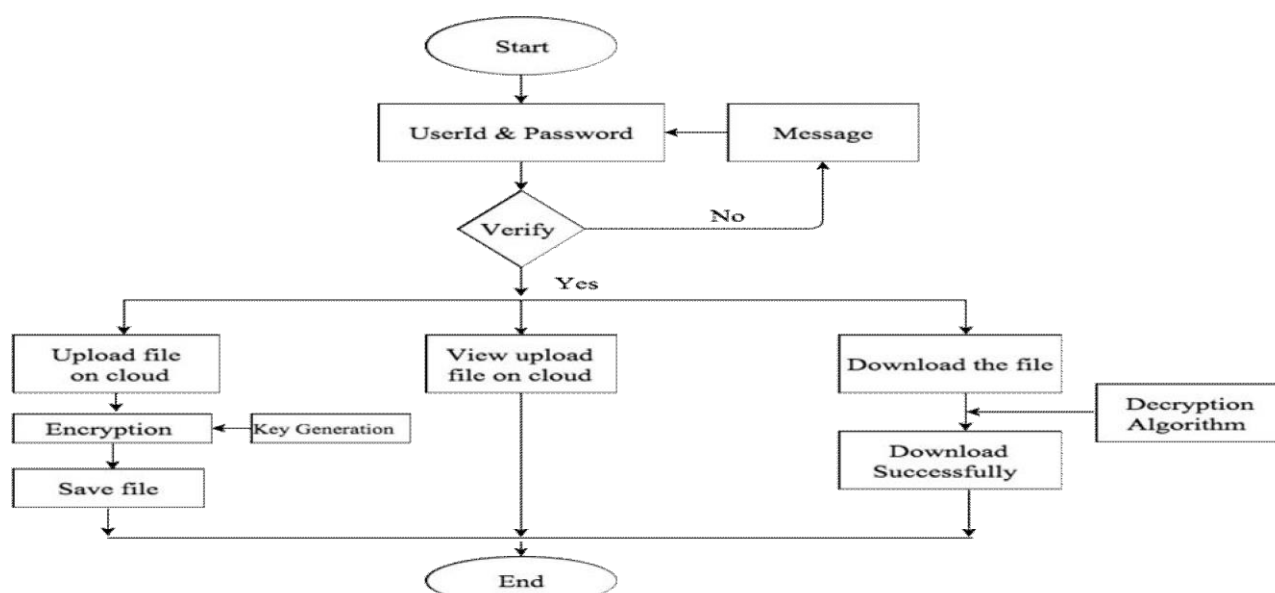 Start
UserId & Password
Message
No
Verify
Yes
Upload file
on cloud
View upload
file on cloud
Download the file
Encryption
Key Generation
Decryption
Algorithm
Download
Successfully
Save file
End